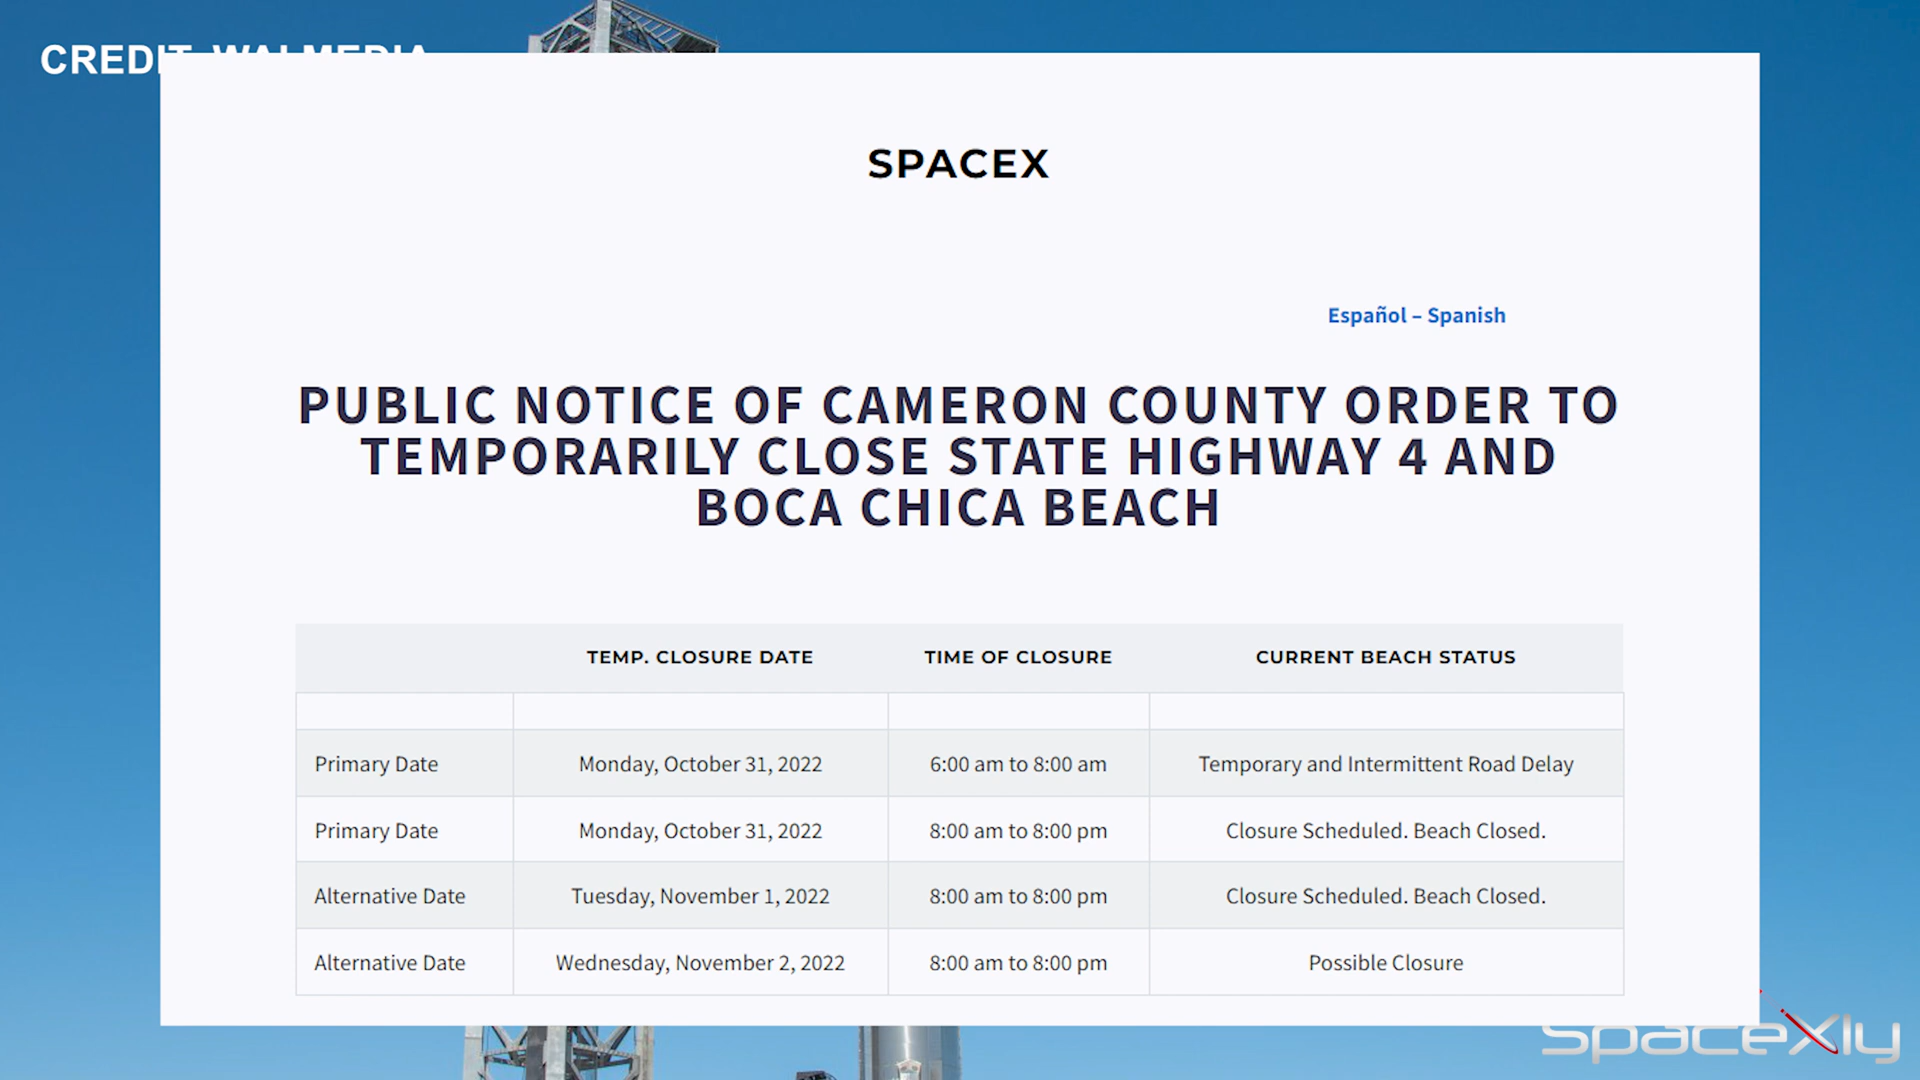 CREDIT
SPACEX
Español – Spanish
PUBLIC NOTICE OF CAMERON COUNTY ORDER TO
TEMPORARILY CLOSE STATE HIGHWAY 4 AND
BOCA CHICA BEACH
TEMP. CLOSURE DATE TIME OF CLOSURE CURRENT BEACH STATUS
Primary Date Monday, October 31, 2022 6:00 am to 8:00 am Temporary and Intermittent Road Delay
Primary Date Monday, October 31, 2022 8:00 am to 8:00 pm Closure Scheduled. Beach Closed.
Alternative Date Tuesday, November 1, 2022 8:00 am to 8:00 pm Closure Scheduled. Beach Closed.
Alternative Date Wednesday, November 2, 2022 8:00 am to 8:00 pm Possible Closure
spaceXly